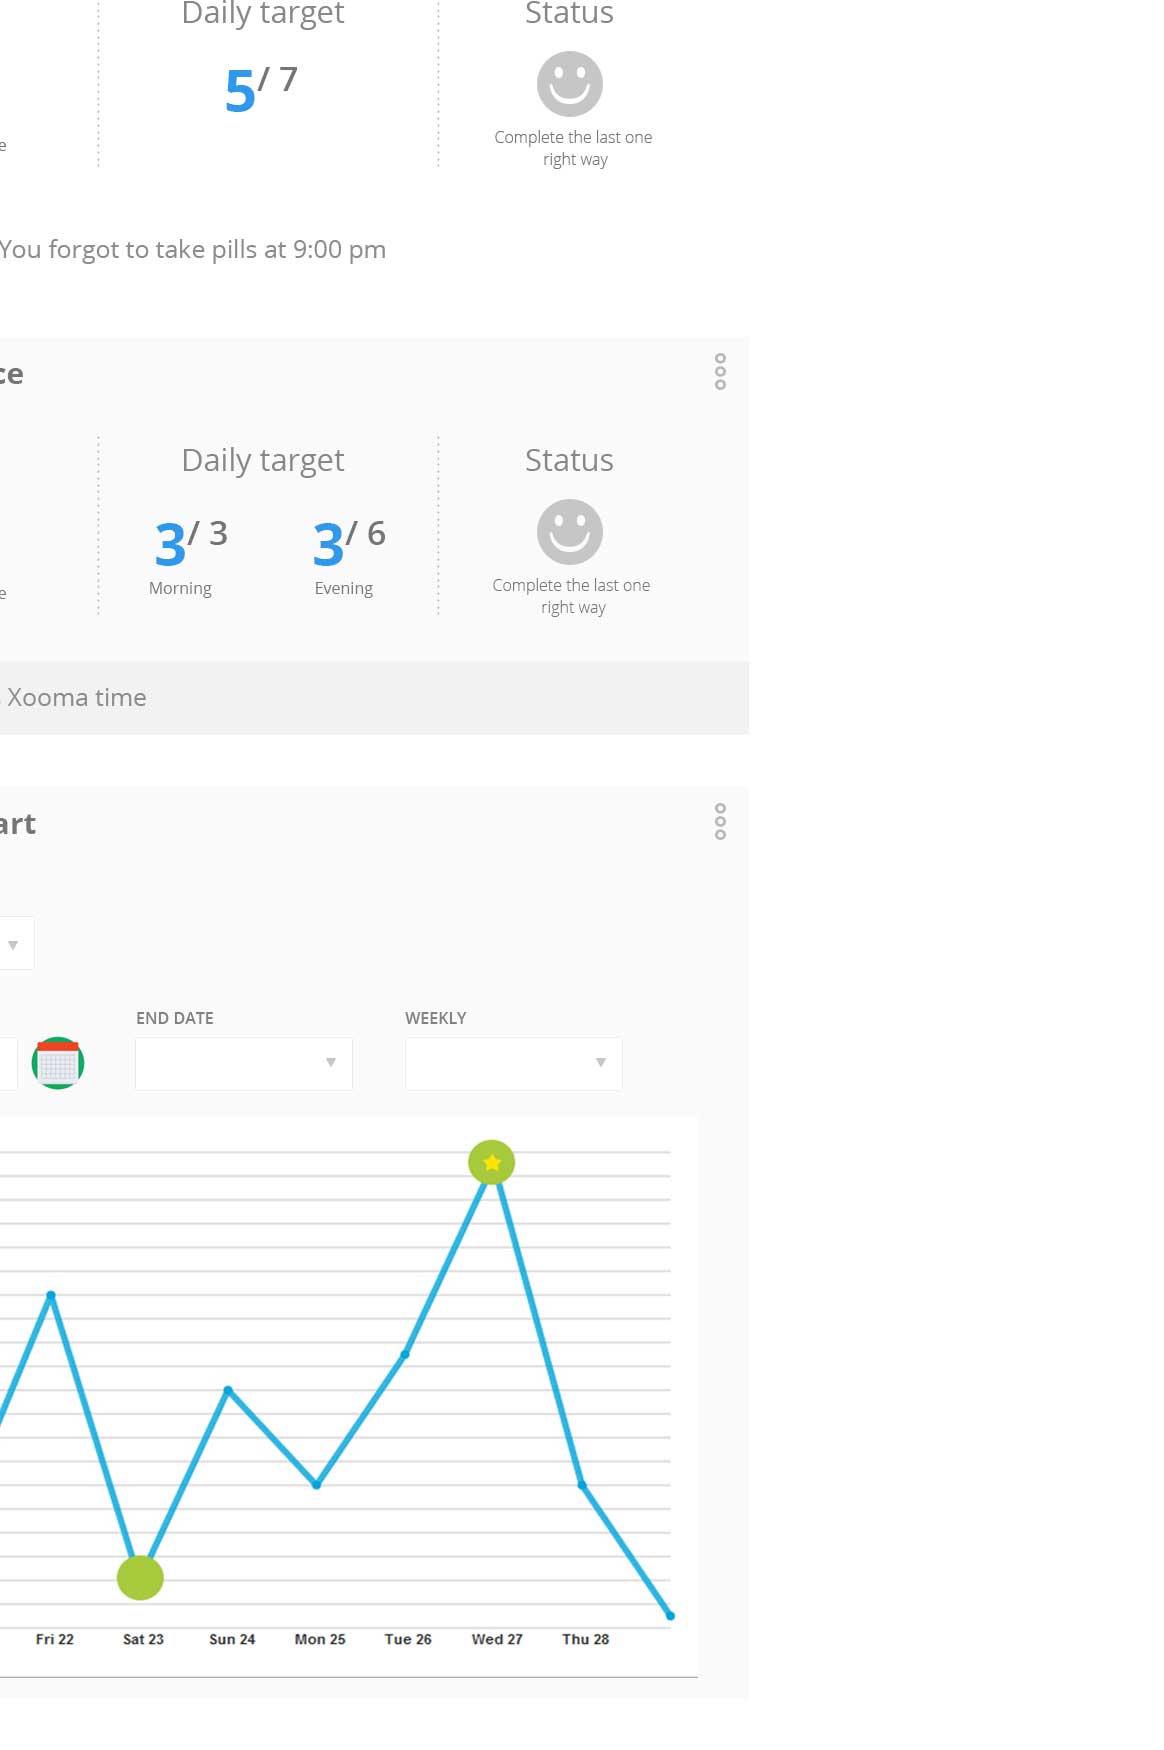 Daily target
Status
5/ 7
Complete the last one
right way
e
You forgot to take pills at 9:00 pm
ce
Daily target
Status
3/ 3
3/ 6
Morning
Evening
Complete the last one
right way
e
Xooma time
art
END DATE
WEEKLY
Fri 22
Sat 23
Sun 24
Mon 25
Tue 26
Wed 27
Thu 28